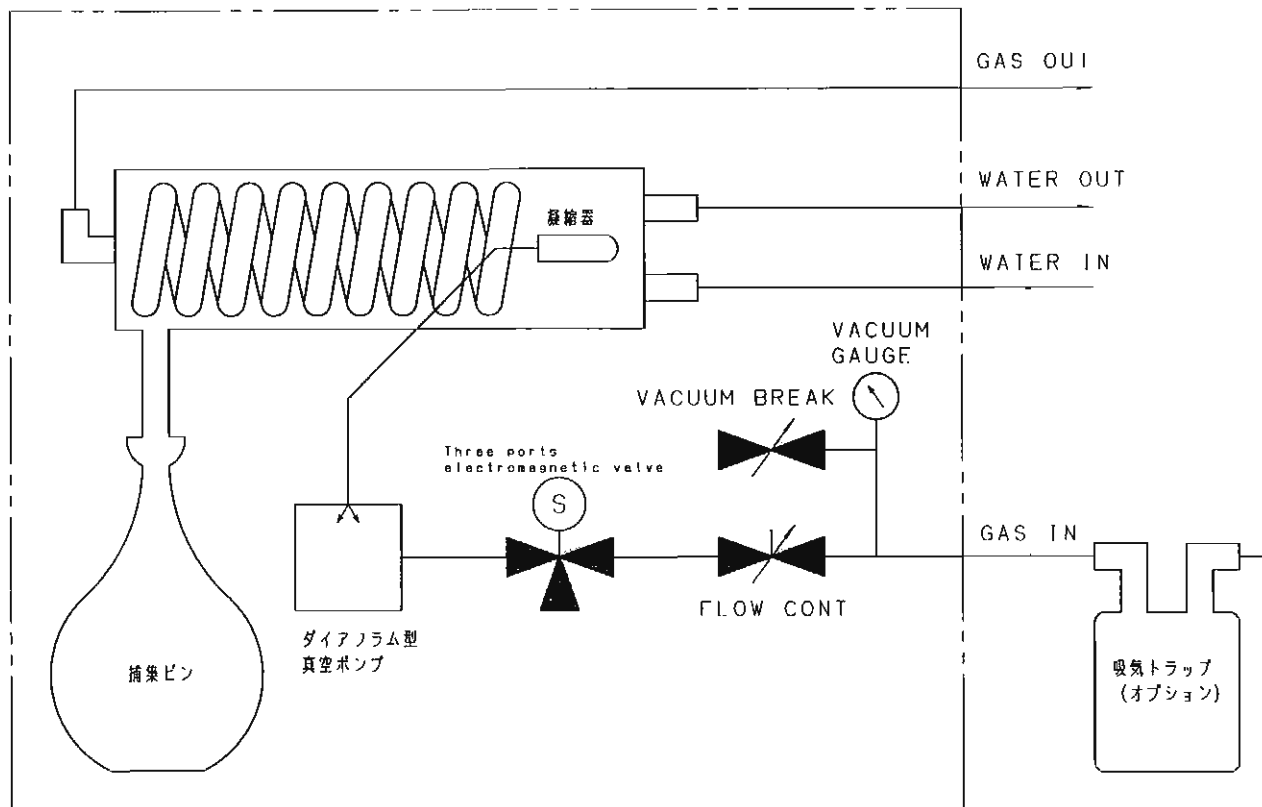 GAS OUT
WATER OUT
凝縮器
WATER IN
VACUUM
GAUGE
VACUUM BREAK
Three ports
electromagnetic valve
S
GAS IN
FLOW CONT
ダイアフラム型
真空ポンプ
捕集ビン
吸気トラップ
(オプション)